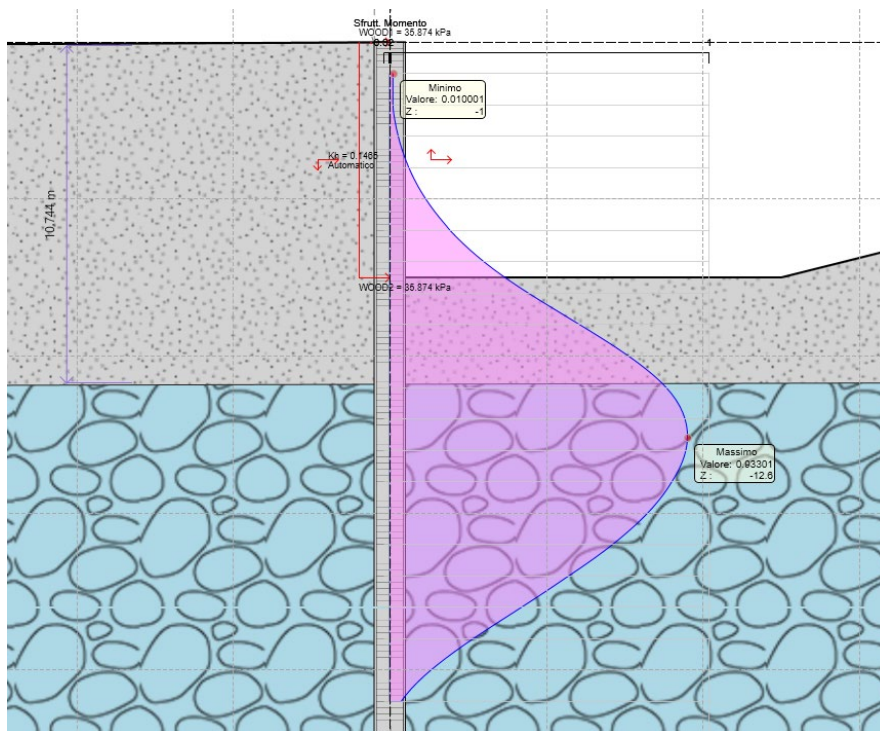 Sfrutt. Momento
WOOD1 = 35.874 kPa
0.02
1
Minimo
Valore: 0.010001
Z : -1
Kh = 0.1465
Automatico
10,744 m
WOOD2 = 35.874 kPa
Massimo
Valore: 0.93301
Z : -12.6